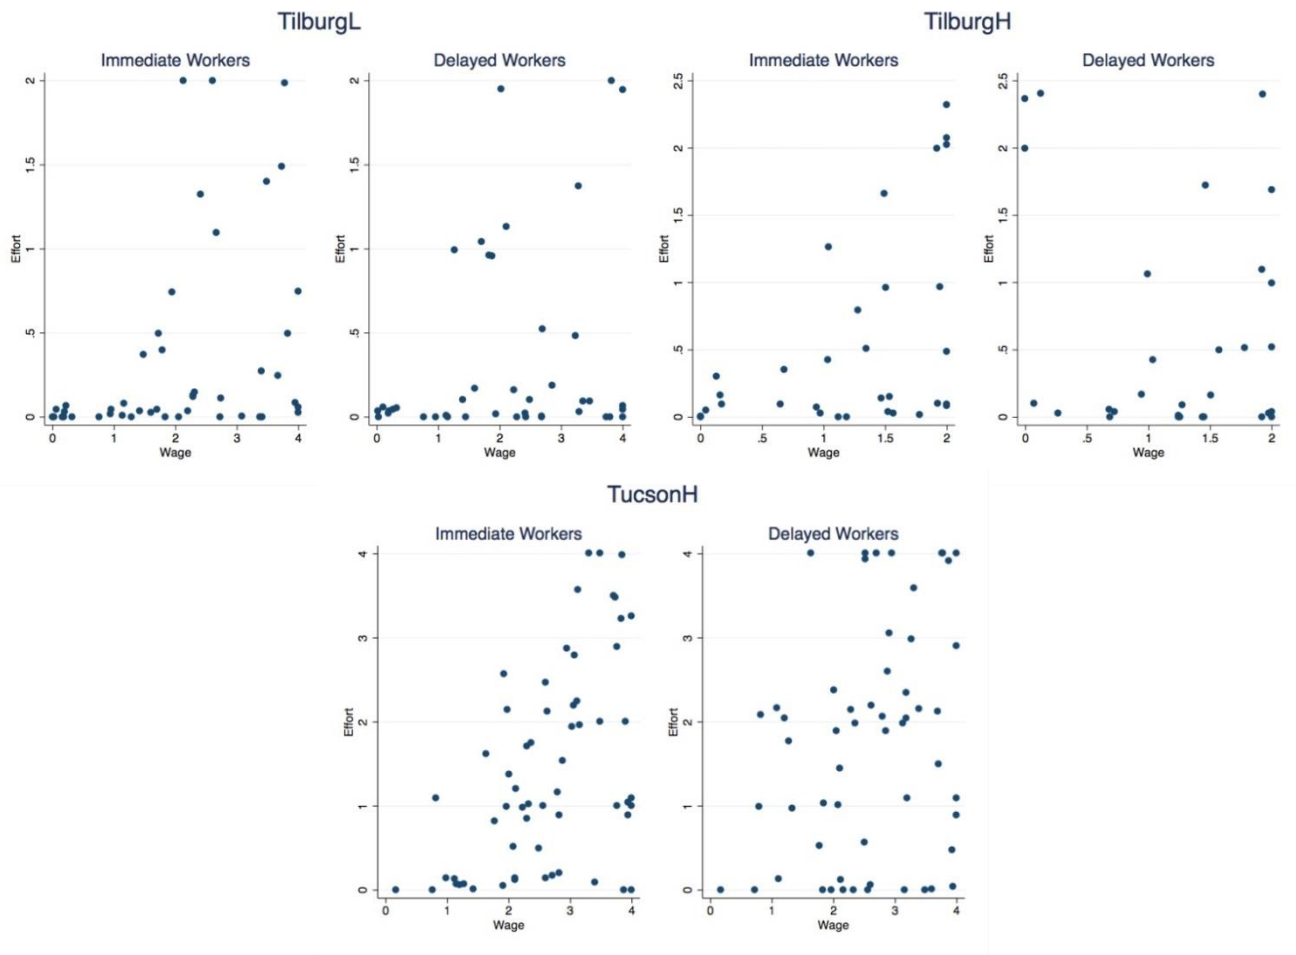 TilburgL
TilburgH
Immediate Workers
Delayed Workers
Immediate Workers
Delayed Workers
Effort
0 .5 1 1.5 2
0 1 2 3 4
Wage
Effort
0 .5 1 1.5 2
0 1 2 3 4
Wage
Effort
0 .5 1 1.5 2 2.5
0 .5 1 1.5 2
Wage
Effort
0 .5 1 1.5 2 2.5
0 .5 1 1.5 2
Wage
TucsonH
Immediate Workers
Delayed Workers
Effort
0 1 2 3 4
0 1 2 3 4
Wage
Effort
0 1 2 3 4
0 1 2 3 4
Wage